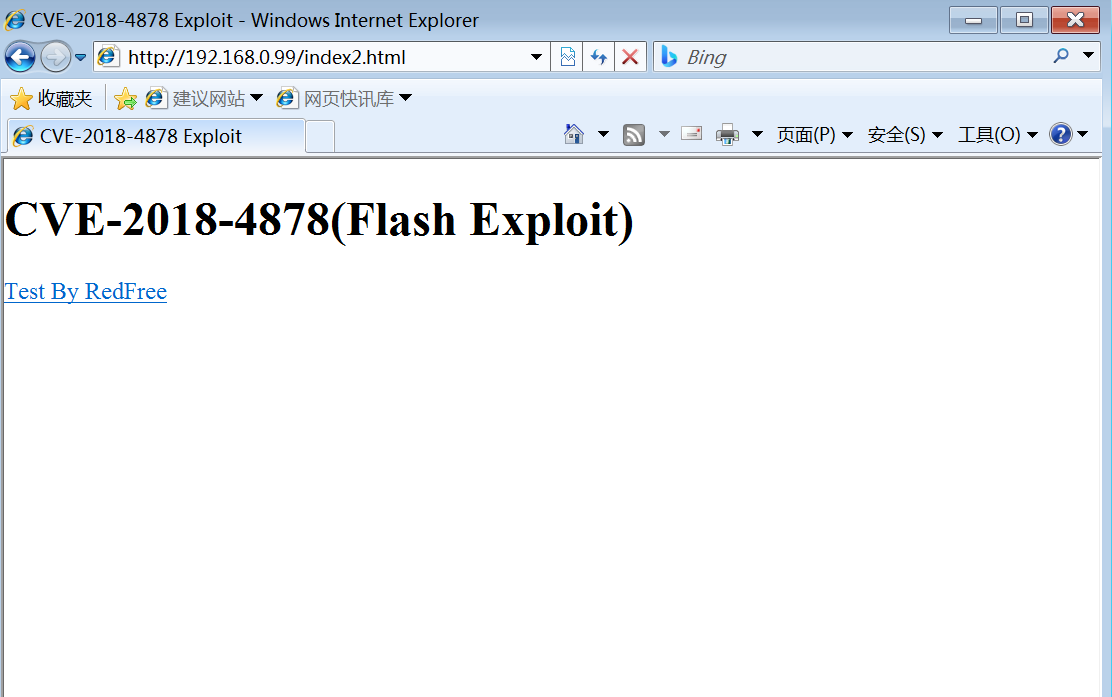 CVE-2018-4878 Exploit - Windows Internet Explorer
http://192.168.0.99/index2.html
Bing
收藏夹 建议网站 网页快讯库
CVE-2018-4878 Exploit 页面(P) 安全(S) 工具(O)
CVE-2018-4878(Flash Exploit)
Test By RedFree